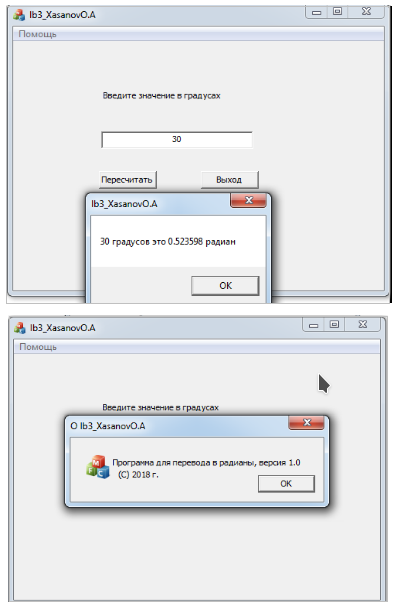 lb3_XasanovO.A
Помощь
Введите значение в градусах
30
Пересчитать Выход
lb3_XasanovO.A
30 градусов это 0.523598 радиан
OK
lb3_XasanovO.A
Помощь
Введите значение в градусах
О lb3_XasanovO.A
Программа для перевода в радианы, версия 1.0
(C) 2018 г.
OK